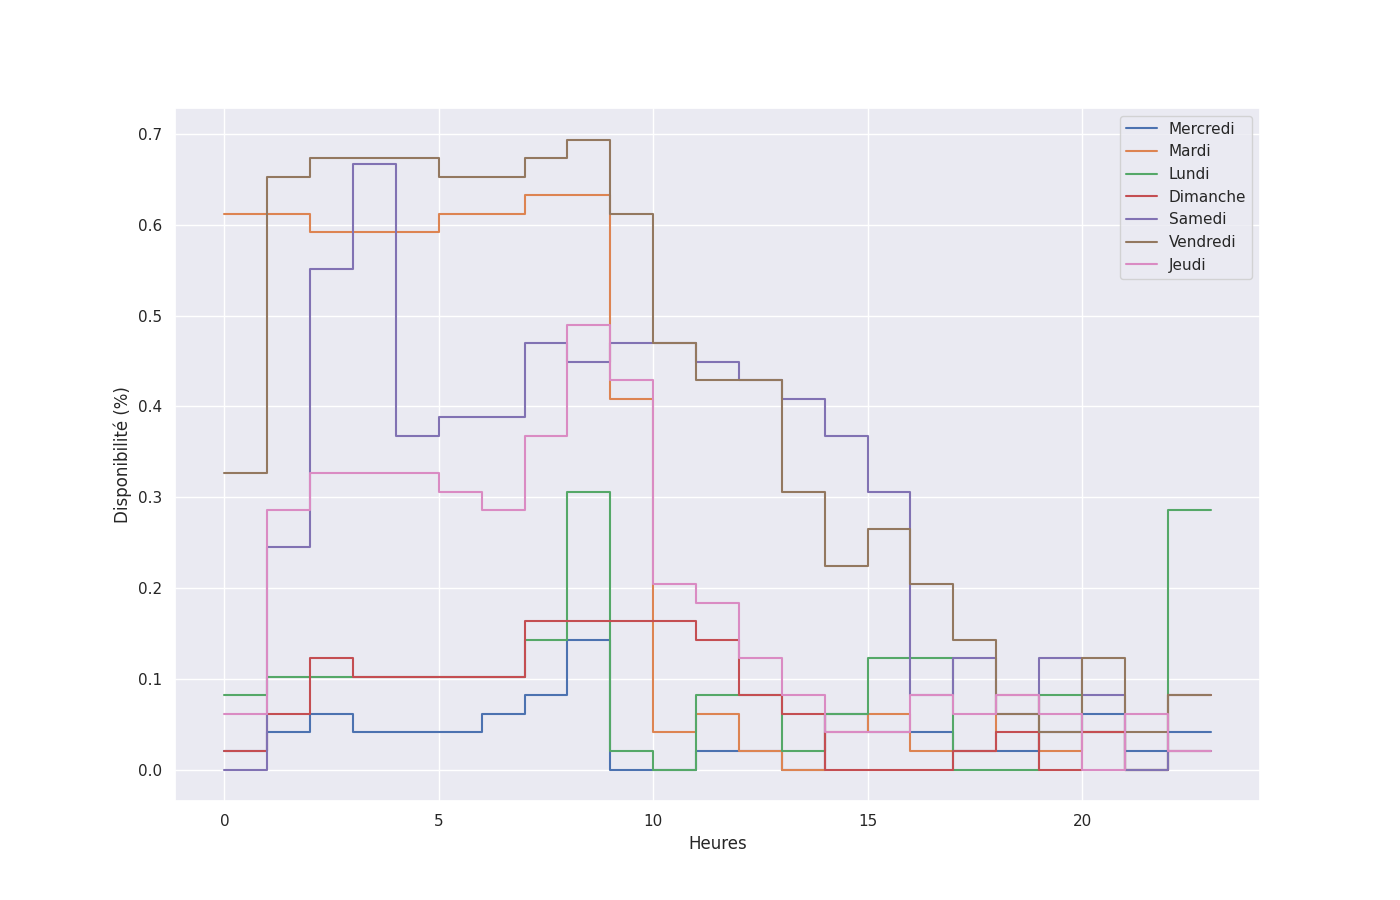 0.7
0.6
0.5
0.4
0.3
0.2
0.1
0.0
Disponibilité (%)
0 5 10 15 20
Heures
Mercredi
Mardi
Lundi
Dimanche
Samedi
Vendredi
Jeudi